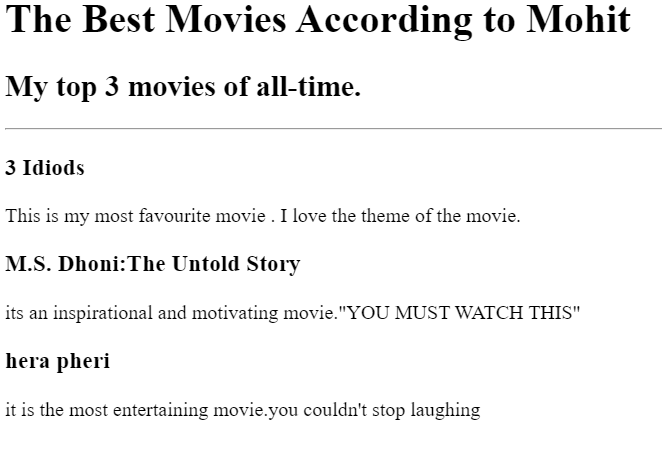 The Best Movies According to Mohit
My top 3 movies of all-time.
3 Idiods
This is my most favourite movie . I love the theme of the movie.
M.S. Dhoni:The Untold Story
its an inspirational and motivating movie."YOU MUST WATCH THIS"
hera pheri
it is the most entertaining movie.you couldn't stop laughing